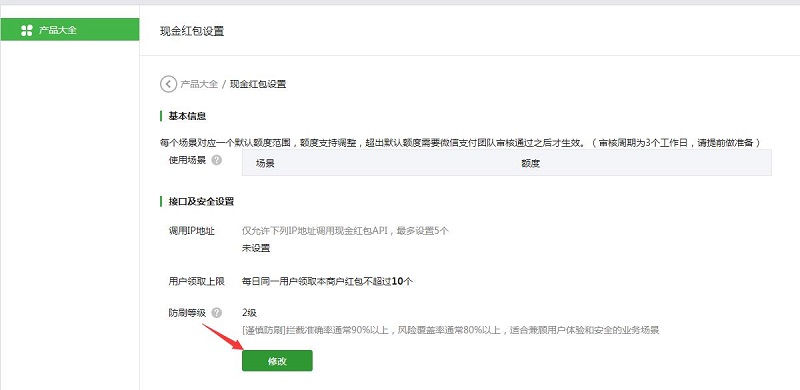 产品大全
现金红包设置
产品大全 / 现金红包设置
基本信息
每个场景对应一个默认额度范围，额度支持调整，超出默认额度需要微信支付团队审核通过之后才生效。（审核周期为3个工作日，请提前做准备）
使用场景 ? 场景 额度
接口及安全设置
调用IP地址 仅允许下列IP地址调用现金红包API，最多设置5个
未设置
用户领取上限 每日同一用户领取本商户红包不超过10个
防刷等级 ? 2级
[谨慎防刷]拦截准确率通常90%以上，风险覆盖率通常80%以上，适合兼顾用户体验和安全的业务场景
修改